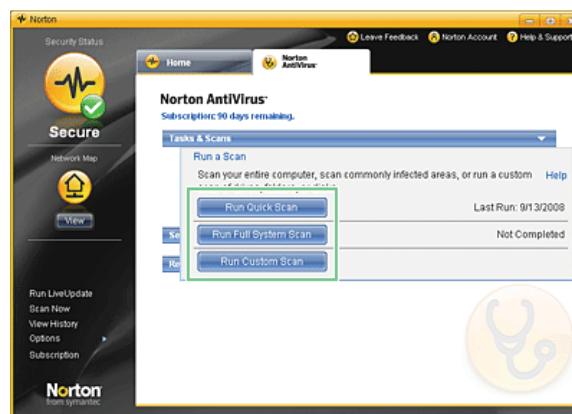 Norton
Security Status
Secure
Network Map
View
Run LiveUpdate
Scan Now
View History
Options
Subscription
Norton
from symantec
Leave Feedback
Norton Account
Help & Support
Home
Norton
AntiVirus
Norton AntiVirus
Subscription: 90 days remaining.
Tasks & Scans
Run a Scan
Scan your entire computer, scan commonly infected areas, or run a custom
Help
Run Quick Scan
Last Run: 9/13/2008
Run Full System Scan
Not Completed
Run Custom Scan